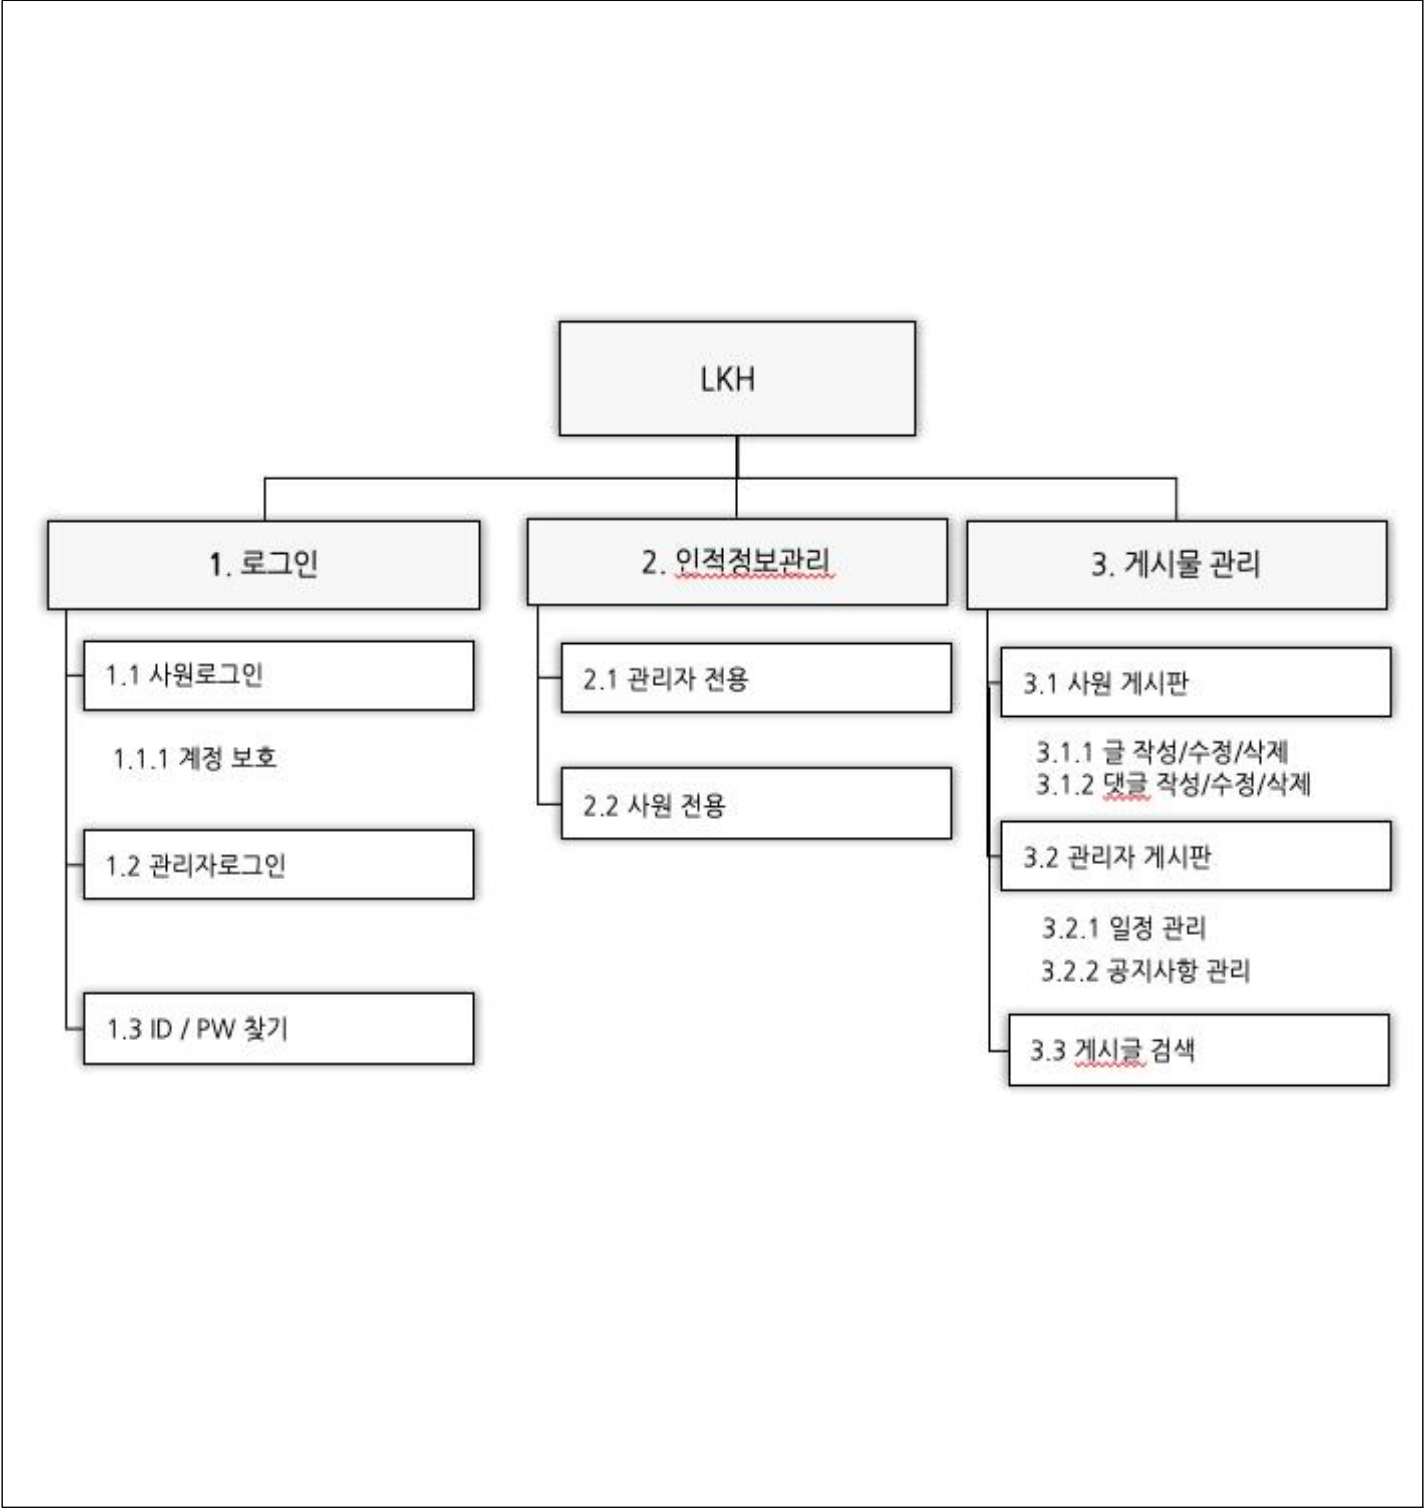 LKH
1. 로그인
1.1 사원로그인
1.1.1 계정 보호
1.2 관리자로그인
1.3 ID / PW 찾기
2. 인적정보관리
2.1 관리자 전용
2.2 사원 전용
3. 게시물 관리
3.1 사원 게시판
3.1.1 글 작성/수정/삭제
3.1.2 댓글 작성/수정/삭제
3.2 관리자 게시판
3.2.1 일정 관리
3.2.2 공지사항 관리
3.3 게시글 검색